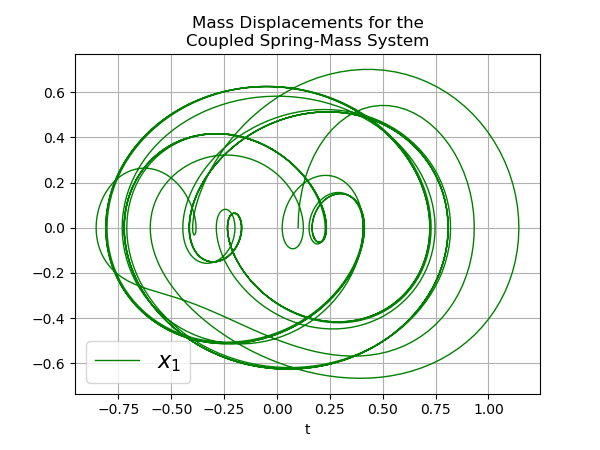 Mass Displacements for the
Coupled Spring-Mass System
0.6
0.4
0.2
0.0
−0.2
−0.4
−0.6
x₁
−0.75 −0.50 −0.25 0.00 0.25 0.50 0.75 1.00
t